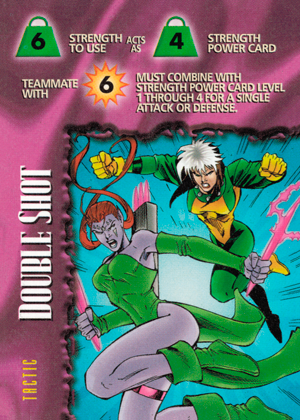 6 STRENGTH TO USE ACTS AS 4 STRENGTH POWER CARD
TEAMMATE WITH 6 MUST COMBINE WITH
STRENGTH POWER CARD LEVEL
1 THROUGH 4 FOR A SINGLE
ATTACK OR DEFENSE.
DOUBLE SHOT
TACTIC